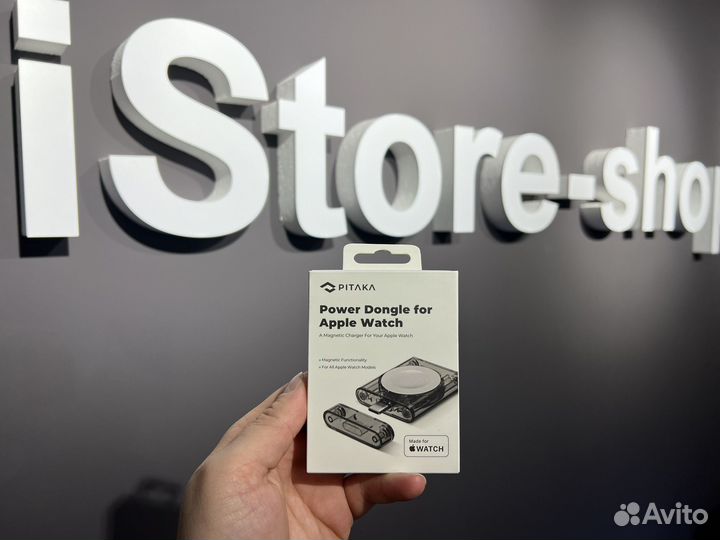 iStore-shop
PITAKA
Power Dongle for
Apple Watch
A Magnetic Charger For Your Apple Watch
• Magnetic Functionality
• For All Apple Watch Models
Made for
WATCH
Avito